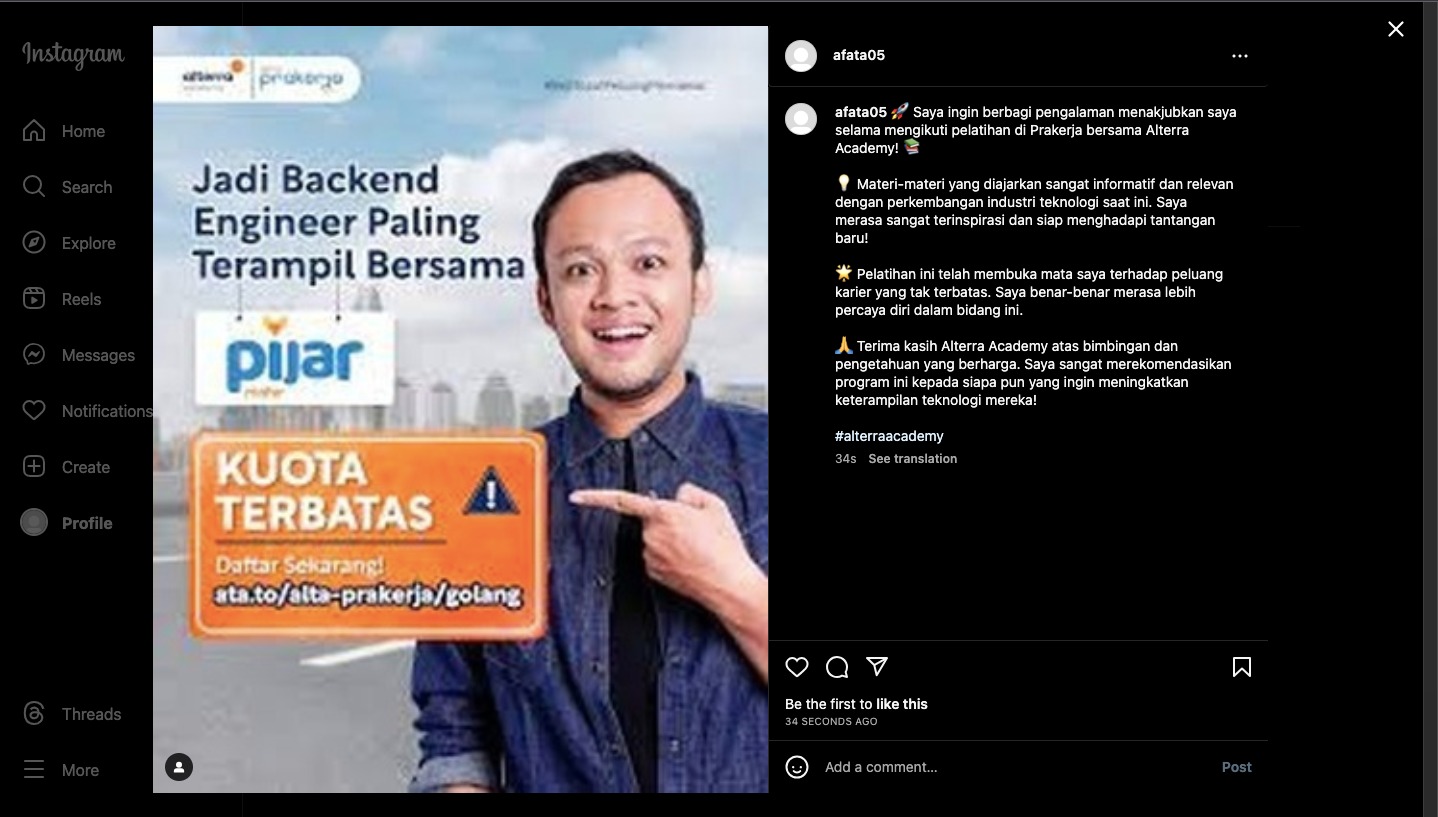 Instagram
Home
Search
Explore
Reels
Messages
Notifications
Create
Profile
Threads
More
alterra
prakerja
Jadi Backend
Engineer Paling
Terampil Bersama
pijar
mahir
KUOTA
TERBATAS
Daftar Sekarang!
ata.to/alta-prakerja/golang
afata05
afata05 🚀 Saya ingin berbagi pengalaman menakjubkan saya
selama mengikuti pelatihan di Prakerja bersama Alterra
Academy! 📚
💡 Materi-materi yang diajarkan sangat informatif dan relevan
dengan perkembangan industri teknologi saat ini. Saya
merasa sangat terinspirasi dan siap menghadapi tantangan
baru!
🌟 Pelatihan ini telah membuka mata saya terhadap peluang
karier yang tak terbatas. Saya benar-benar merasa lebih
percaya diri dalam bidang ini.
🙏 Terima kasih Alterra Academy atas bimbingan dan
pengetahuan yang berharga. Saya sangat merekomendasikan
program ini kepada siapa pun yang ingin meningkatkan
keterampilan teknologi mereka!
#alterraacademy
34s See translation
Be the first to like this
34 SECONDS AGO
Add a comment...
Post